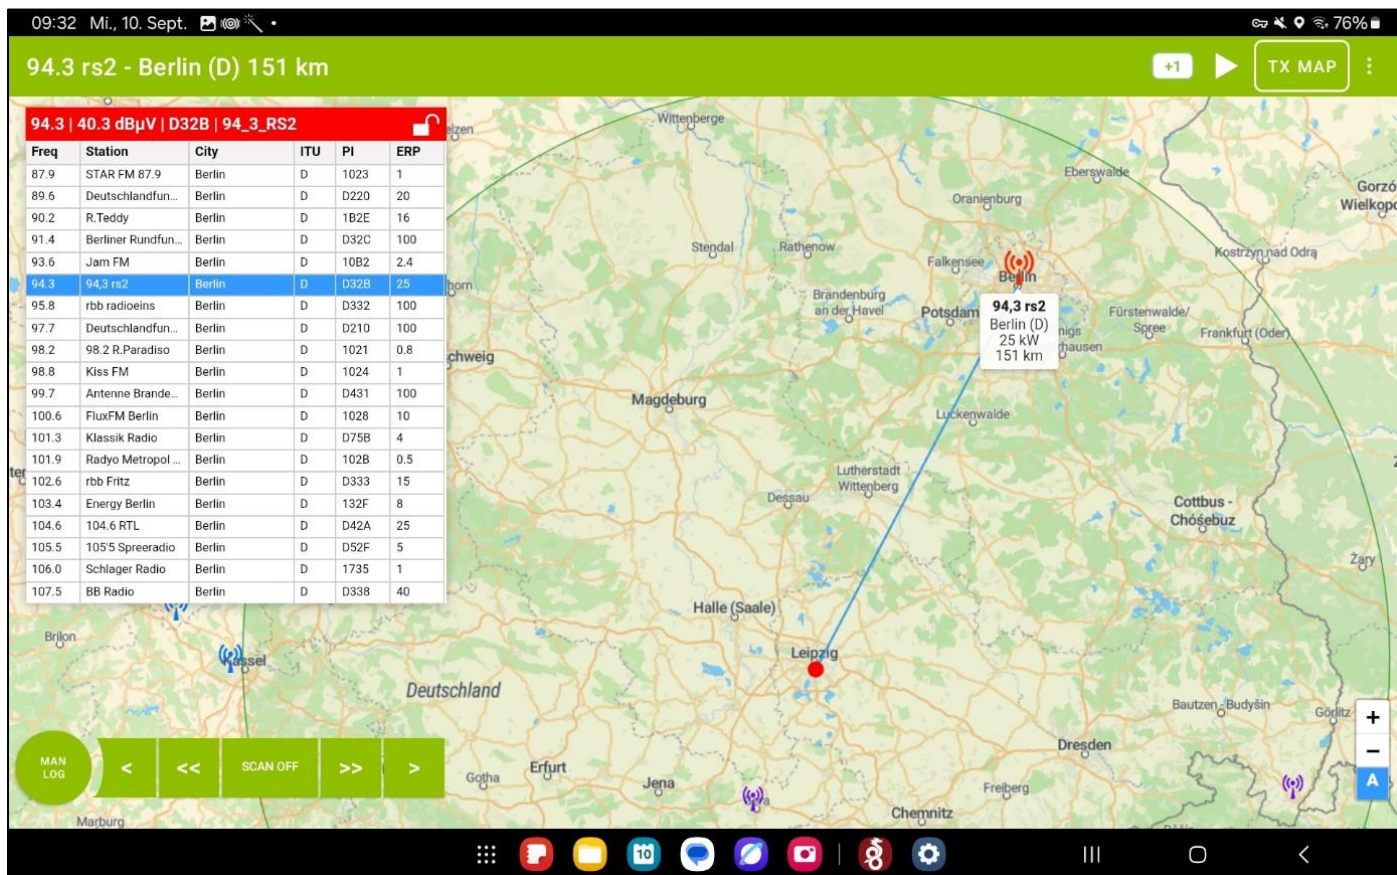 09:32 Mi., 10. Sept.
76%
94.3 rs2 - Berlin (D) 151 km
+1
TX MAP
94.3 | 40.3 dBµV | D32B | 94_3_RS2
Freq Station City ITU PI ERP
87.9 STAR FM 87.9 Berlin D 1023 1
89.6 Deutschlandfun... Berlin D D220 20
90.2 R.Teddy Berlin D 1B2E 16
91.4 Berliner Rundfun... Berlin D D32C 100
93.6 Jam FM Berlin D 10B2 2.4
94.3 94,3 rs2 Berlin D D32B 25
95.8 rbb radioeins Berlin D D332 100
97.7 Deutschlandfun... Berlin D D210 100
98.2 98.2 R.Paradiso Berlin D 1021 0.8
98.8 Kiss FM Berlin D 1024 1
99.7 Antenne Brande... Berlin D D431 100
100.6 FluxFM Berlin Berlin D 1028 10
101.3 Klassik Radio Berlin D D75B 4
101.9 Radyo Metropol ... Berlin D 102B 0.5
102.6 rbb Fritz Berlin D D333 15
103.4 Energy Berlin Berlin D 132F 8
104.6 104.6 RTL Berlin D D42A 25
105.5 105'5 Spreeradio Berlin D D52F 5
106.0 Schlager Radio Berlin D 1735 1
107.5 BB Radio Berlin D D338 40
Wittenberge
Eberswalde
Oranienburg
Gorzó
Wielkopo
Stendal
Rathenow
Falkensee
Kostrzyn nad Odrą
Berlin
Brandenburg
an der Havel
Potsdam
94,3 rs2
Berlin (D)
25 kW
151 km
Fürstenwalde/
Spree
Frankfurt (Oder)
chweig
Magdeburg
Luckenwalde
Lutherstadt
Wittenberg
Dessau
Cottbus -
Chóśebuz
Żary
Halle (Saale)
Leipzig
Brilon
Kassel
Deutschland
Bautzen - Budyšin
Görlitz
+
−
A
Dresden
MAN
LOG
< << SCAN OFF >> >
Gotha
Erfurt
Jena
Freiberg
Chemnitz
Marburg
10